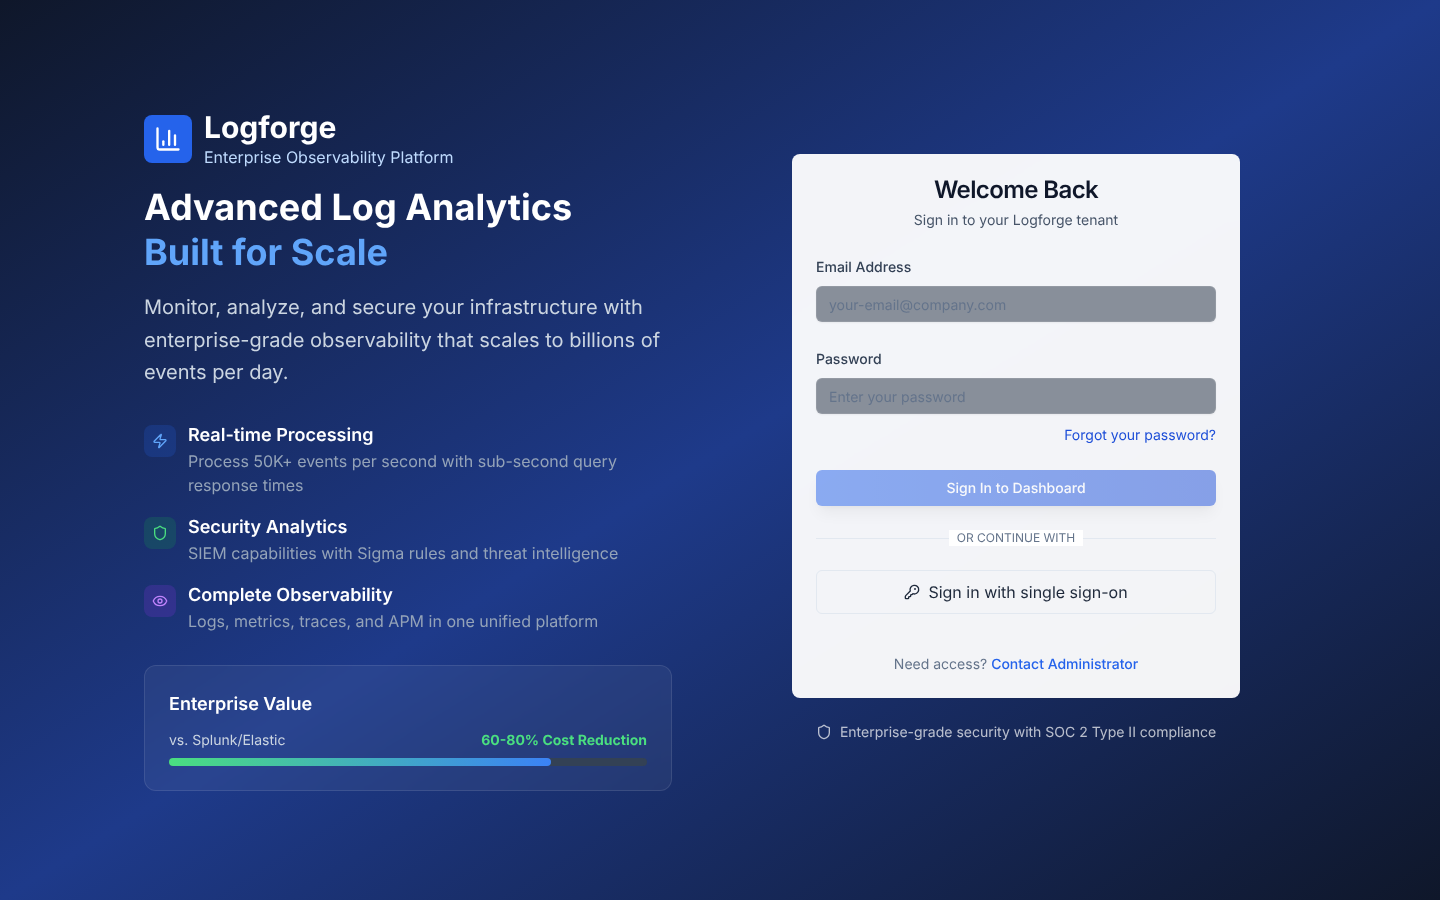 Logforge
Enterprise Observability Platform
Advanced Log Analytics
Built for Scale
Monitor, analyze, and secure your infrastructure with
enterprise-grade observability that scales to billions of
events per day.
Real-time Processing
Process 50K+ events per second with sub-second query
response times
Security Analytics
SIEM capabilities with Sigma rules and threat intelligence
Complete Observability
Logs, metrics, traces, and APM in one unified platform
Enterprise Value
vs. Splunk/Elastic
60-80% Cost Reduction
Welcome Back
Sign in to your Logforge tenant
Email Address
your-email@company.com
Password
Enter your password
Forgot your password?
Sign In to Dashboard
OR CONTINUE WITH
Sign in with single sign-on
Need access? Contact Administrator
Enterprise-grade security with SOC 2 Type II compliance